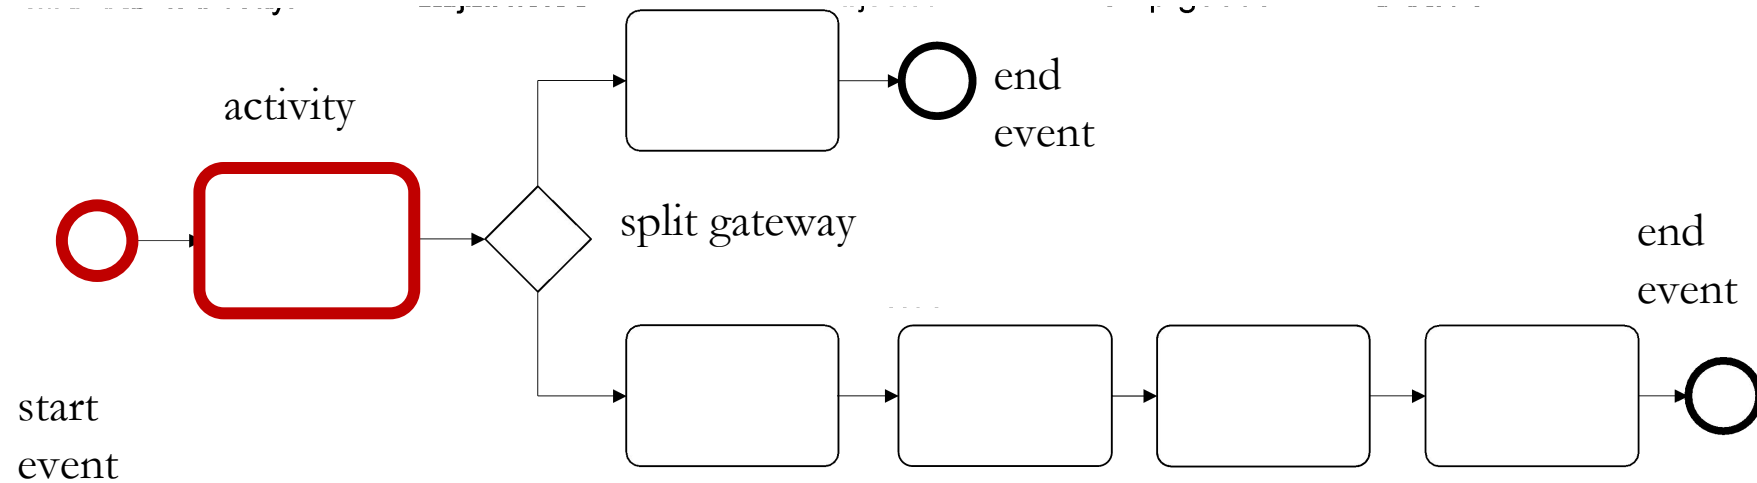 activity
end
event
split gateway
end
event
start
event